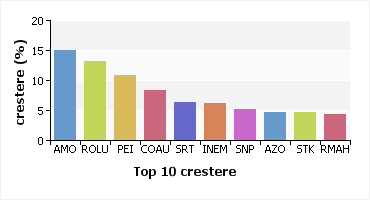 crestere (%)
20
15
10
5
0
AMO ROLU PEI COAU SRT INEM SNP AZO STK RMAH
Top 10 crestere